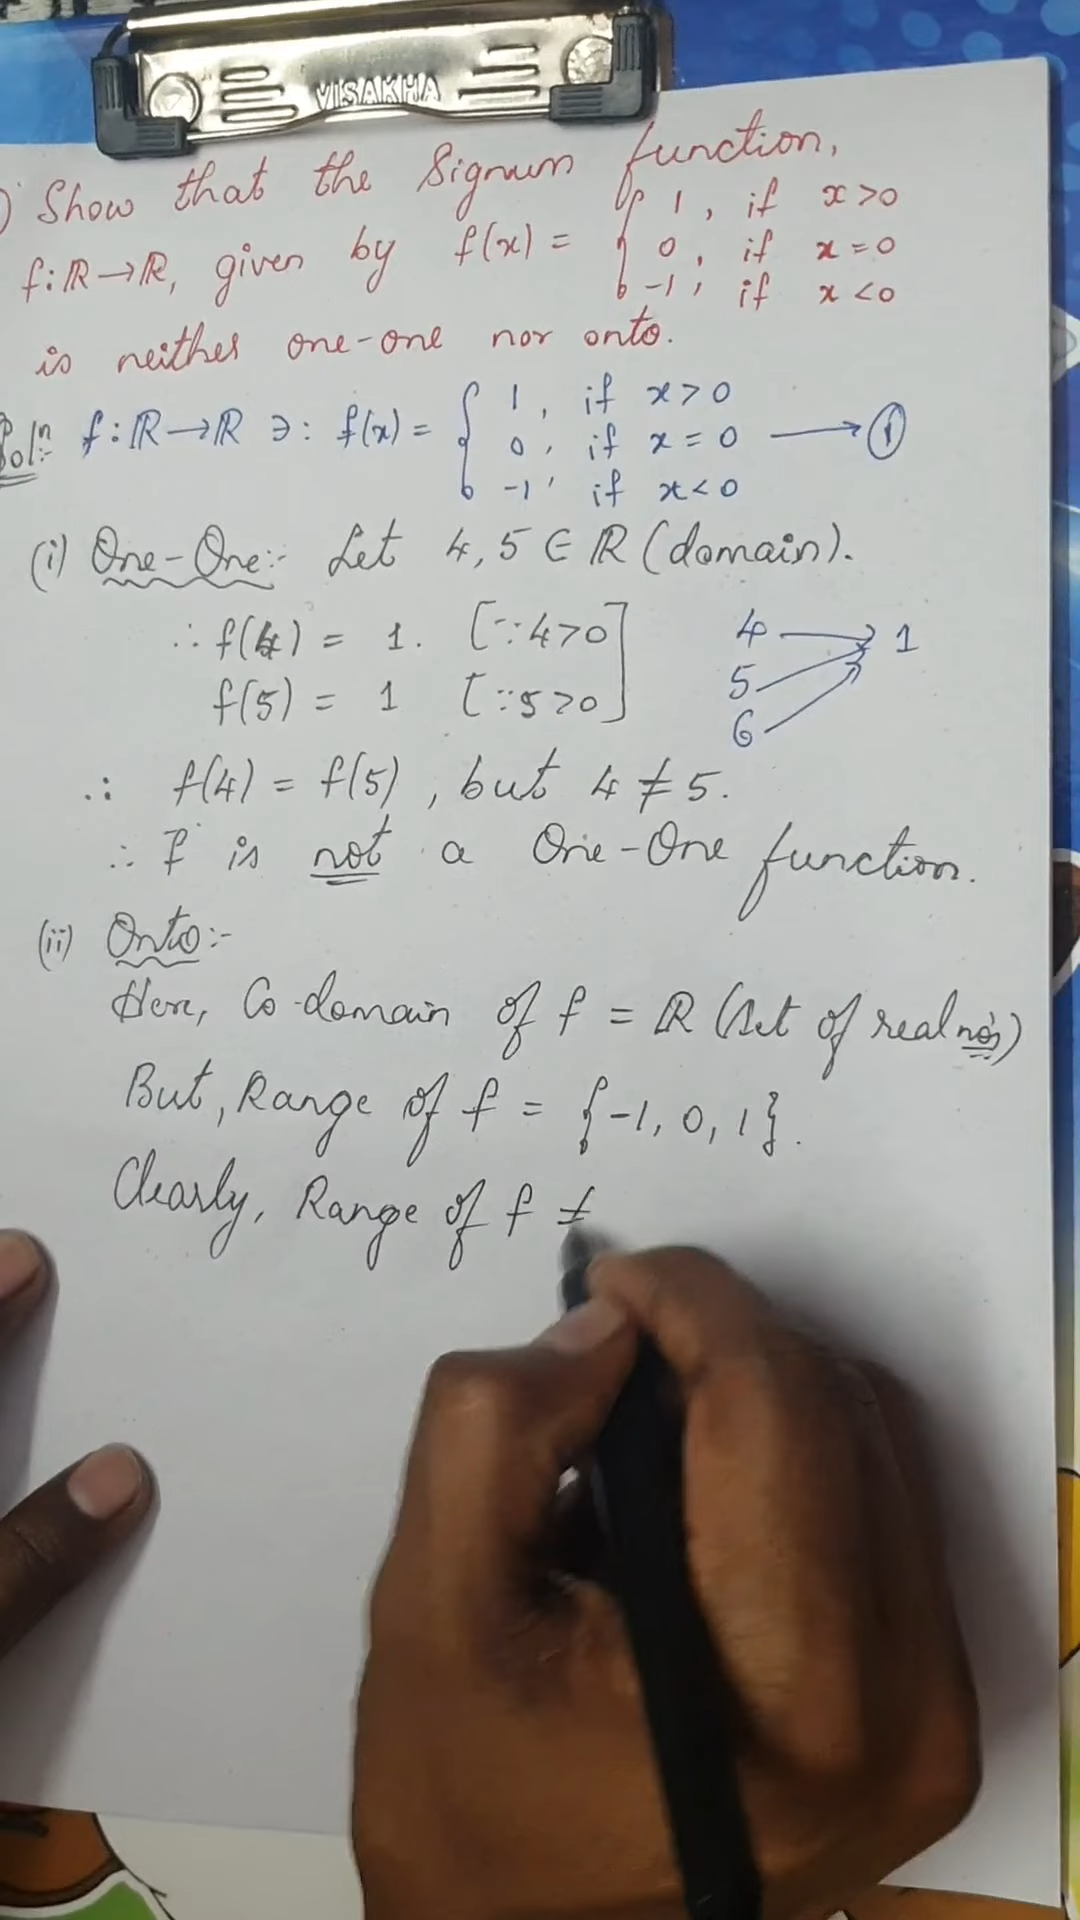 VISAKHA
) Show that the Signum function,
f:ℝ→ℝ, given by f(x) = { 1, if x>0
0, if x=0
-1, if x<0
is neither one-one nor onto.
Soln:- f:ℝ→ℝ ∋: f(x) = { 1, if x>0
0, if x=0 → ①
-1, if x<0
(i) One-One:- Let 4,5 ∈ ℝ (domain).
∴ f(4) = 1. [∵4>0]
f(5) = 1 [∵5>0]
4
5
6
1
∴ f(4) = f(5), but 4≠5.
∴ f is not a One-One function.
(ii) Onto:-
Here, Co-domain of f = ℝ (Set of real nos)
But, Range of f = {-1, 0, 1}.
Clearly, Range of f ≠